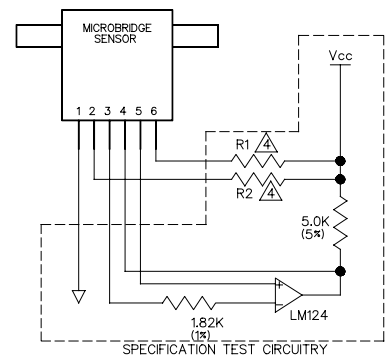 MICROBRIDGE
SENSOR
1 2 3 4 5 6
Vcc
R1 4
R2 4
5.0K
(5%)
+
−
LM124
1.82K
(1%)
SPECIFICATION TEST CIRCUITRY